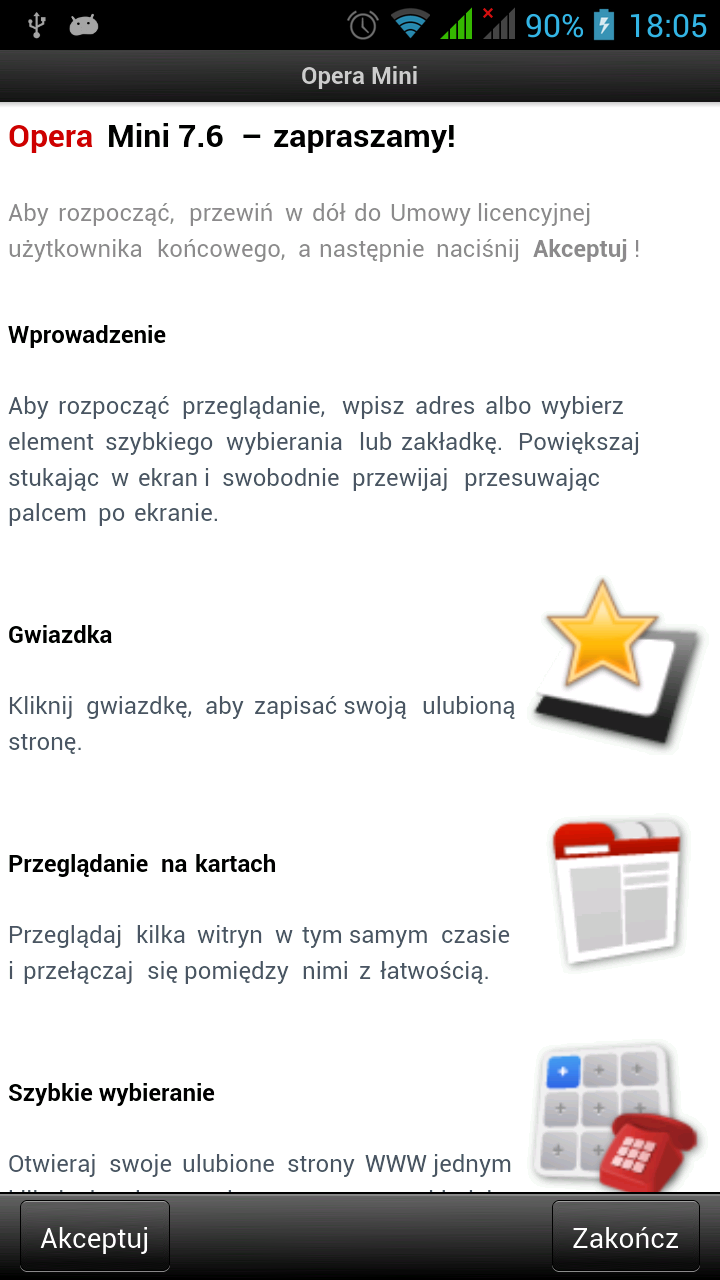 90% 18:05
Opera Mini
Opera Mini 7.6 – zapraszamy!
Aby rozpocząć, przewiń w dół do Umowy licencyjnej
użytkownika końcowego, a następnie naciśnij Akceptuj !
Wprowadzenie
Aby rozpocząć przeglądanie, wpisz adres albo wybierz
element szybkiego wybierania lub zakładkę. Powiększaj
stukając w ekran i swobodnie przewijaj przesuwając
palcem po ekranie.
Gwiazdka
Kliknij gwiazdkę, aby zapisać swoją ulubioną
stronę.
Przeglądanie na kartach
Przeglądaj kilka witryn w tym samym czasie
i przełączaj się pomiędzy nimi z łatwością.
Szybkie wybieranie
Otwieraj swoje ulubione strony WWW jednym
Akceptuj Zakończ